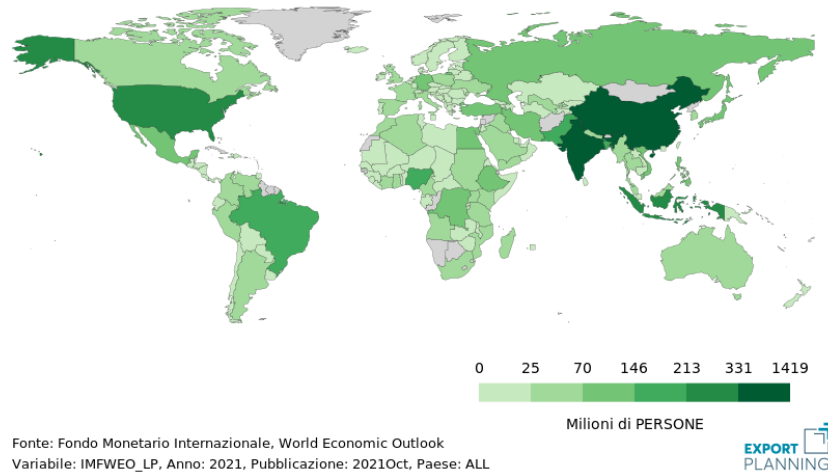 0 25 70 146 213 331 1419
Milioni di PERSONE
Fonte: Fondo Monetario Internazionale, World Economic Outlook
Variabile: IMFWEO_LP, Anno: 2021, Pubblicazione: 2021Oct, Paese: ALL
EXPORT
PLANNING